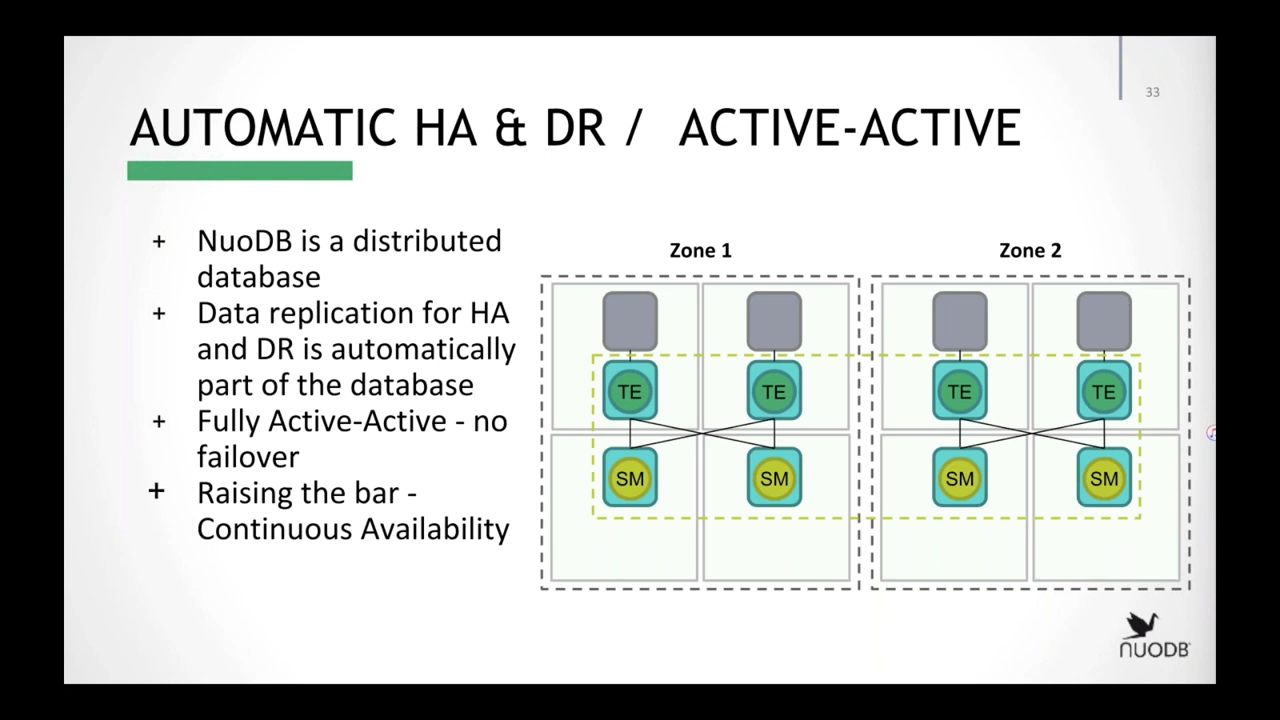 33
AUTOMATIC HA & DR / ACTIVE-ACTIVE
+ NuoDB is a distributed
database
+ Data replication for HA
and DR is automatically
part of the database
+ Fully Active-Active - no
failover
+ Raising the bar -
Continuous Availability
Zone 1
Zone 2
TE TE TE TE
SM SM SM SM
NUODB